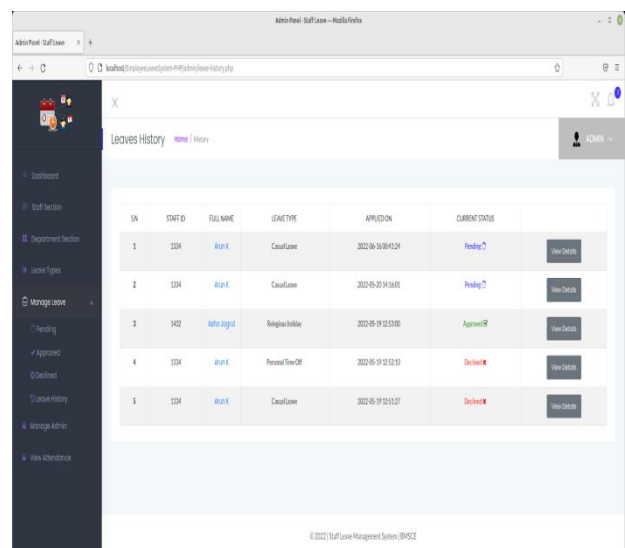 Admin Panel - Staff Leave — Mozilla Firefox
Admin Panel - Staff Leave × +
localhost/EmployeeLeaveSystem-PHP/admin/leave-history.php
Leaves History Home / History
ADMIN
Dashboard
Staff Section
Department Section
Leave Types
Manage Leave
Pending
Approved
Declined
Leave History
Manage Admin
View Attendance
S.N STAFF ID FULL NAME LEAVE TYPE APPLIED ON CURRENT STATUS
1 1334 Arun K Casual Leave 2022-06-16 00:41:24 Pending View Details
2 1334 Arun K Casual Leave 2022-05-20 14:16:01 Pending View Details
3 1432 Asha Jagrut Relegious holiday 2022-05-19 12:53:00 Approved View Details
4 1334 Arun K Personal Time Off 2022-05-19 12:52:10 Declined View Details
5 1334 Arun K Casual Leave 2022-05-19 12:51:27 Declined View Details
© 2022 | Staff Leave Management System | BMSCE